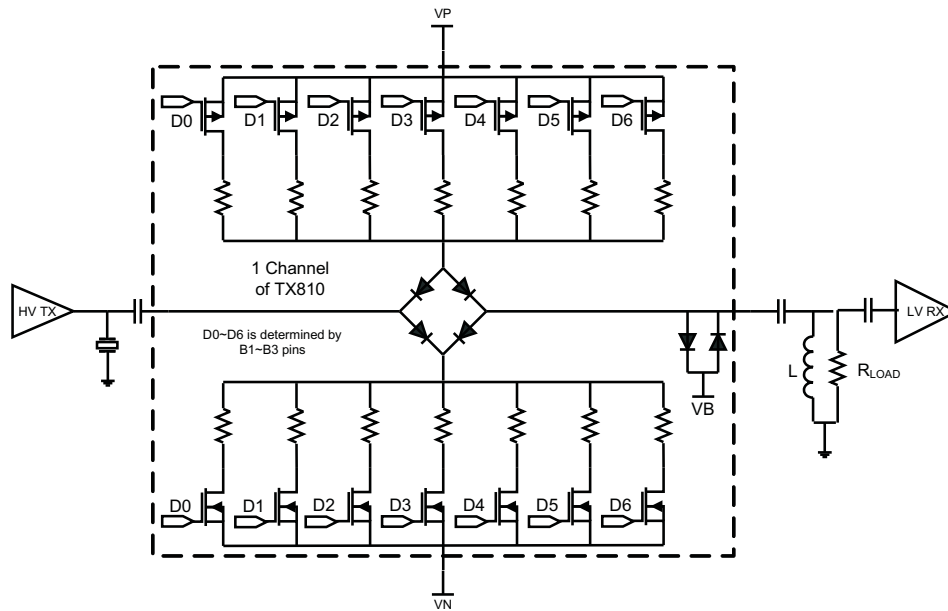 VP
D0
D1
D2
D3
D4
D5
D6
1 Channel
of TX810
HV TX
LV RX
D0~D6 is determined by
B1~B3 pins
L
RLOAD
VB
D0
D1
D2
D3
D4
D5
D6
VN